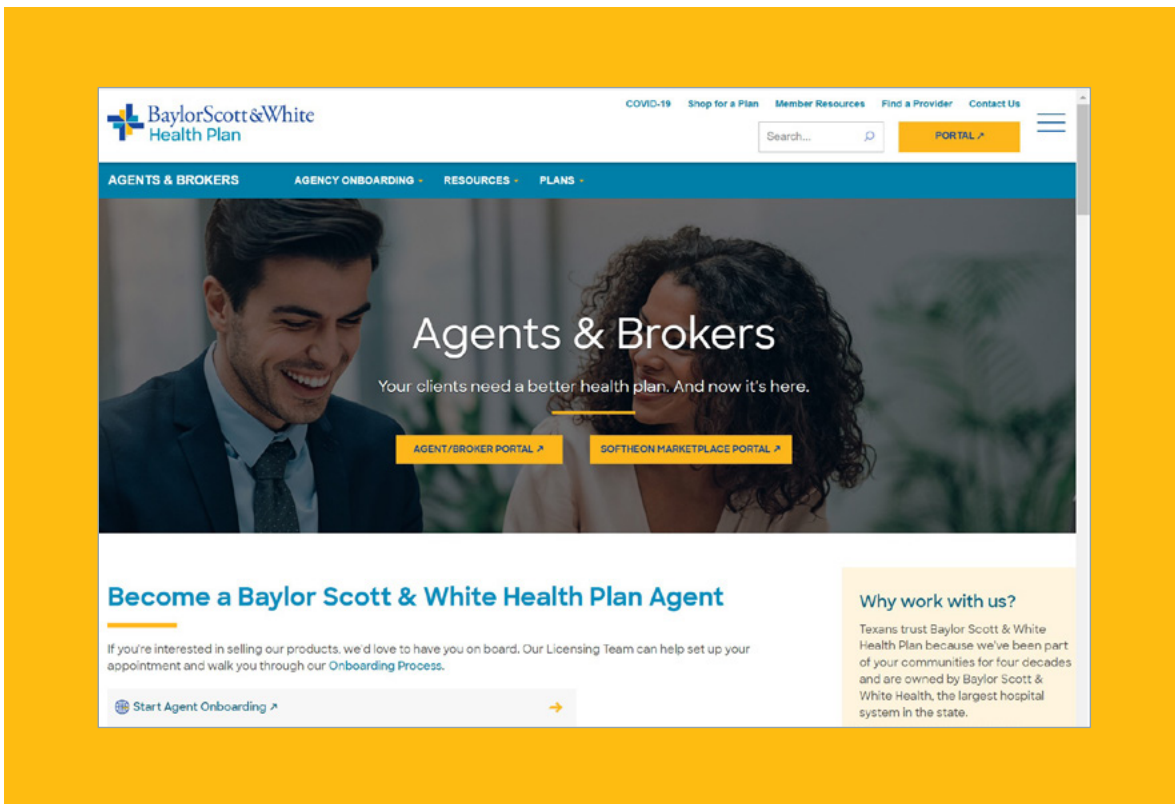 BaylorScott&White
Health Plan
COVID-19 Shop for a Plan Member Resources Find a Provider Contact Us
Search...
PORTAL ↗
AGENTS & BROKERS AGENCY ONBOARDING RESOURCES PLANS
Agents & Brokers
Your clients need a better health plan. And now it's here.
AGENT/BROKER PORTAL ↗ SOFTHEON MARKETPLACE PORTAL ↗
Become a Baylor Scott & White Health Plan Agent
If you're interested in selling our products, we'd love to have you on board. Our Licensing Team can help set up your
appointment and walk you through our Onboarding Process.
Start Agent Onboarding ↗
Why work with us?
Texans trust Baylor Scott & White
Health Plan because we've been part
of your communities for four decades
and are owned by Baylor Scott &
White Health, the largest hospital
system in the state.